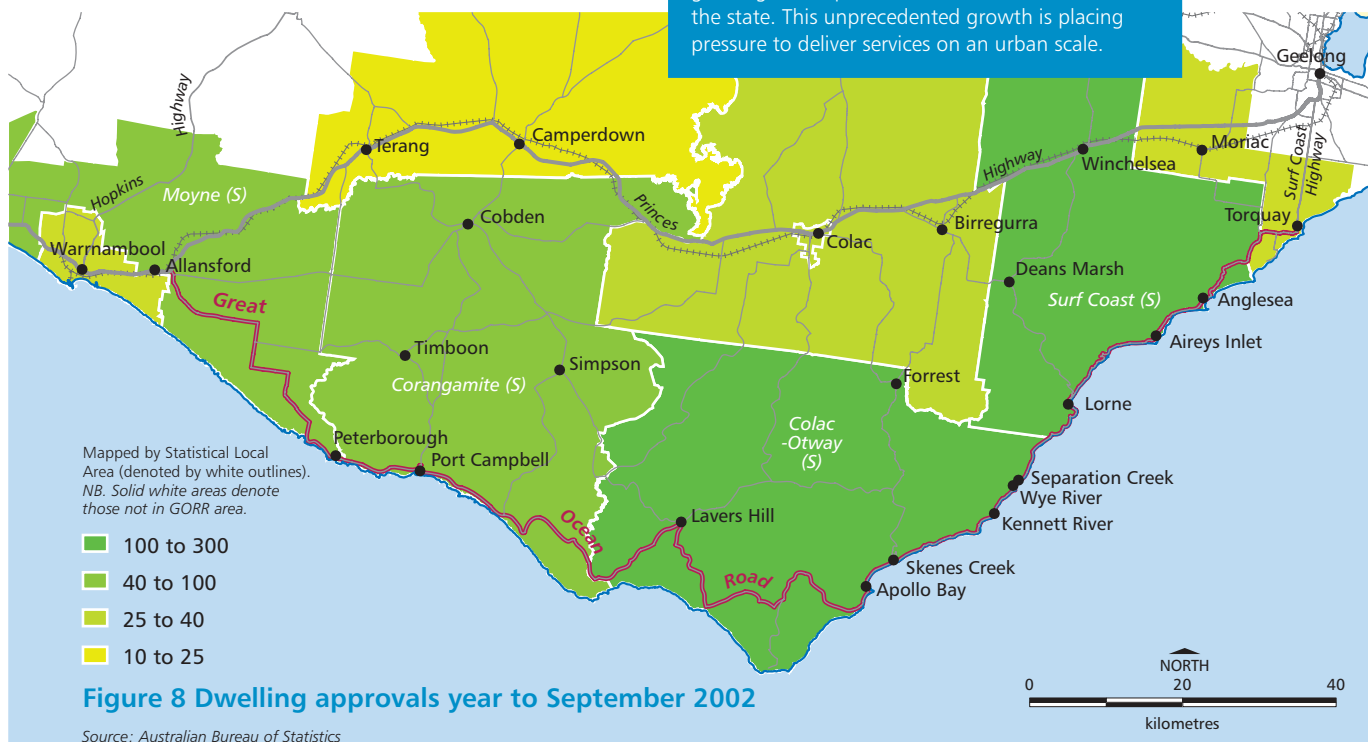 the state. This unprecedented growth is placing
pressure to deliver services on an urban scale.
Geelong
Highway
Camperdown
Terang
Moriac
Winchelsea
Highway
Surf Coast
Highway
Hopkins
Moyne (S)
Princes
Cobden
Torquay
Birregurra
Colac
Warrnambool
Allansford
Deans Marsh
Surf Coast (S)
Anglesea
Great
Aireys Inlet
Timboon
Simpson
Corangamite (S)
Forrest
Lorne
Colac
-Otway
(S)
Peterborough
Port Campbell
Mapped by Statistical Local
Area (denoted by white outlines).
NB. Solid white areas denote
those not in GORR area.
Separation Creek
Wye River
Kennett River
Lavers Hill
Ocean
Road
Skenes Creek
Apollo Bay
100 to 300
40 to 100
25 to 40
10 to 25
NORTH
0 20 40
kilometres
Figure 8 Dwelling approvals year to September 2002
Source: Australian Bureau of Statistics